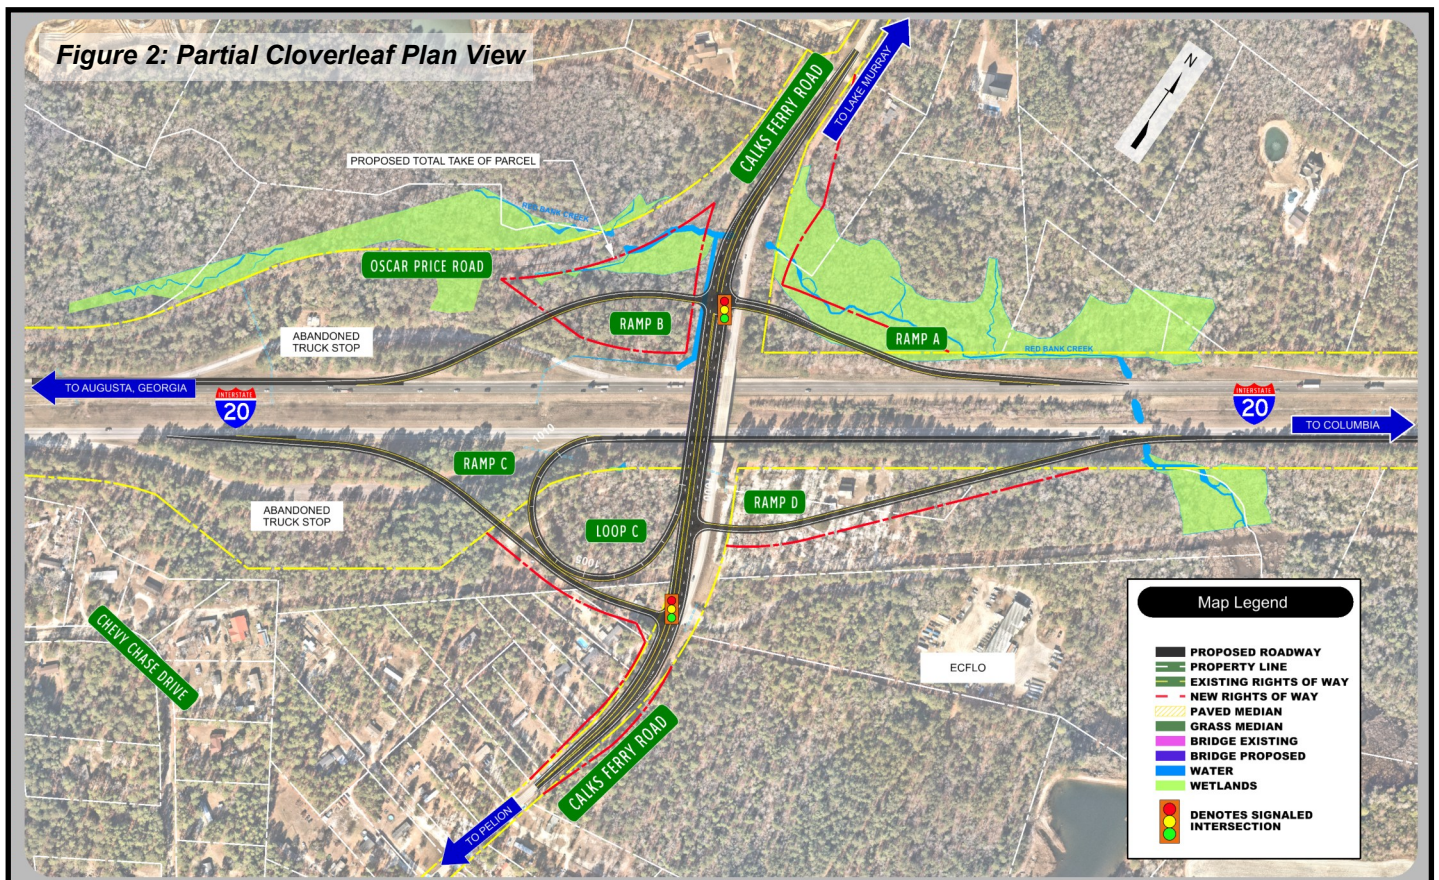 Figure 2: Partial Cloverleaf Plan View
CALKS FERRY ROAD
TO LAKE MURRAY
N
PROPOSED TOTAL TAKE OF PARCEL
RED BANK CREEK
OSCAR PRICE ROAD
RAMP B
RAMP A
ABANDONED
TRUCK STOP
RED BANK CREEK
TO AUGUSTA, GEORGIA
INTERSTATE
20
INTERSTATE
20
TO COLUMBIA
1010
RAMP C
1000
RAMP D
ABANDONED
TRUCK STOP
LOOP C
1005
CHEVY CHASE DRIVE
ECFLO
CALKS FERRY ROAD
TO PELION
Map Legend
PROPOSED ROADWAY
PROPERTY LINE
EXISTING RIGHTS OF WAY
NEW RIGHTS OF WAY
PAVED MEDIAN
GRASS MEDIAN
BRIDGE EXISTING
BRIDGE PROPOSED
WATER
WETLANDS
DENOTES SIGNALED
INTERSECTION